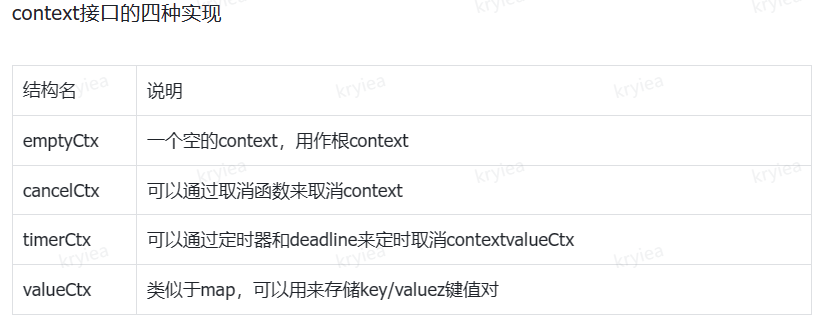 context接口的四种实现
结构名 说明
emptyCtx 一个空的context，用作根context
cancelCtx 可以通过取消函数来取消context
timerCtx 可以通过定时器和deadline来定时取消contextvalueCtx
valueCtx 类似于map，可以用来存储key/valuez键值对
kryiea
kryiea
kryiea
kryiea
kryiea
kryiea
kryiea
kryiea
kryiea
kryiea
kryiea